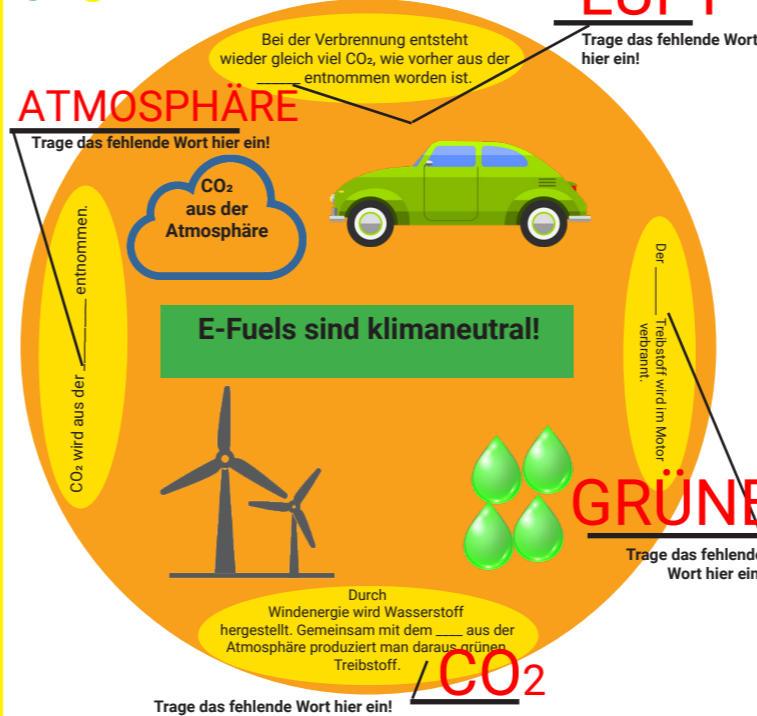 LUFT
Trage das fehlende Wort
hier ein!
Bei der Verbrennung entsteht
wieder gleich viel CO₂, wie vorher aus der
______ entnommen worden ist.
ATMOSPHÄRE
Trage das fehlende Wort hier ein!
CO₂
aus der
Atmosphäre
CO₂ wird aus der ______ entnommen.
Der ______ Treibstoff wird im Motor
verbrannt.
E-Fuels sind klimaneutral!
GRÜNE
Trage das fehlende
Wort hier ein
Durch
Windenergie wird Wasserstoff
hergestellt. Gemeinsam mit dem ____ aus der
Atmosphäre produziert man daraus grünen
Treibstoff.
CO2
Trage das fehlende Wort hier ein!